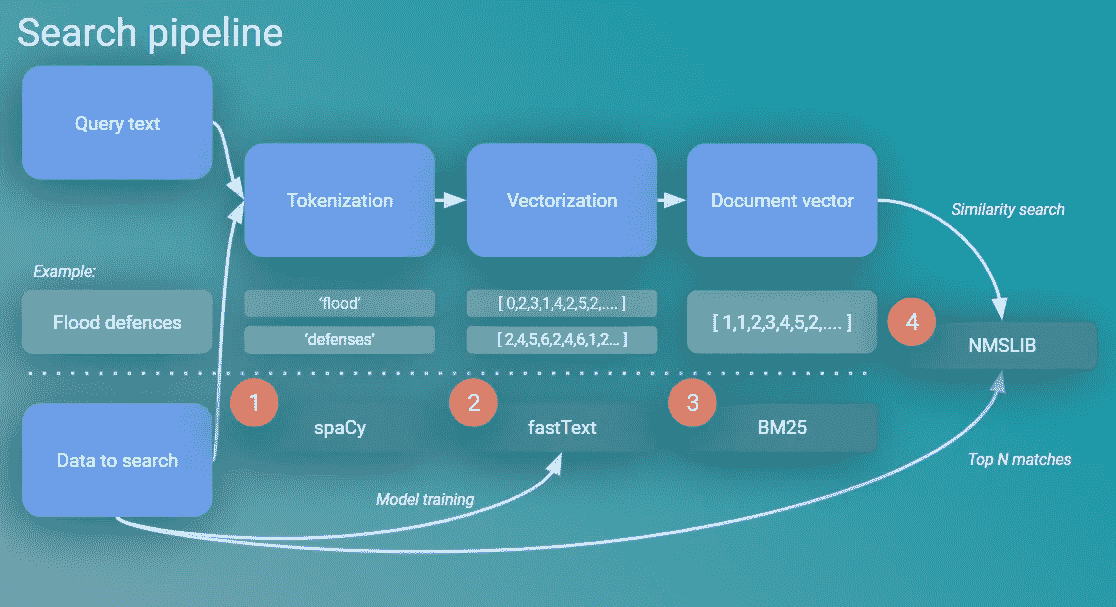 Search pipeline
Query text
Tokenization
Vectorization
Document vector
Similarity search
Example:
Flood defences
‘flood’
‘defenses’
[ 0,2,3,1,4,2,5,2,.... ]
[ 2,4,5,6,2,4,6,1,2... ]
[ 1,1,2,3,4,5,2,.... ]
4
NMSLIB
Data to search
1
spaCy
2
fastText
3
BM25
Model training
Top N matches